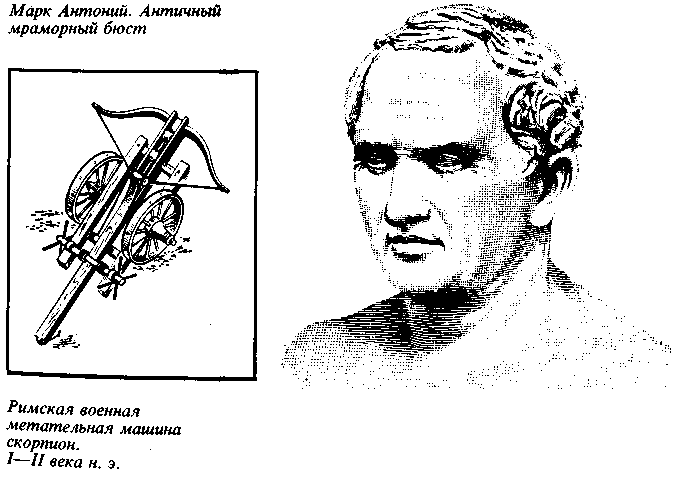 Марк Антоний. Античный
мраморный бюст
Римская военная
метательная машина
скорпион.
I—II века н. э.